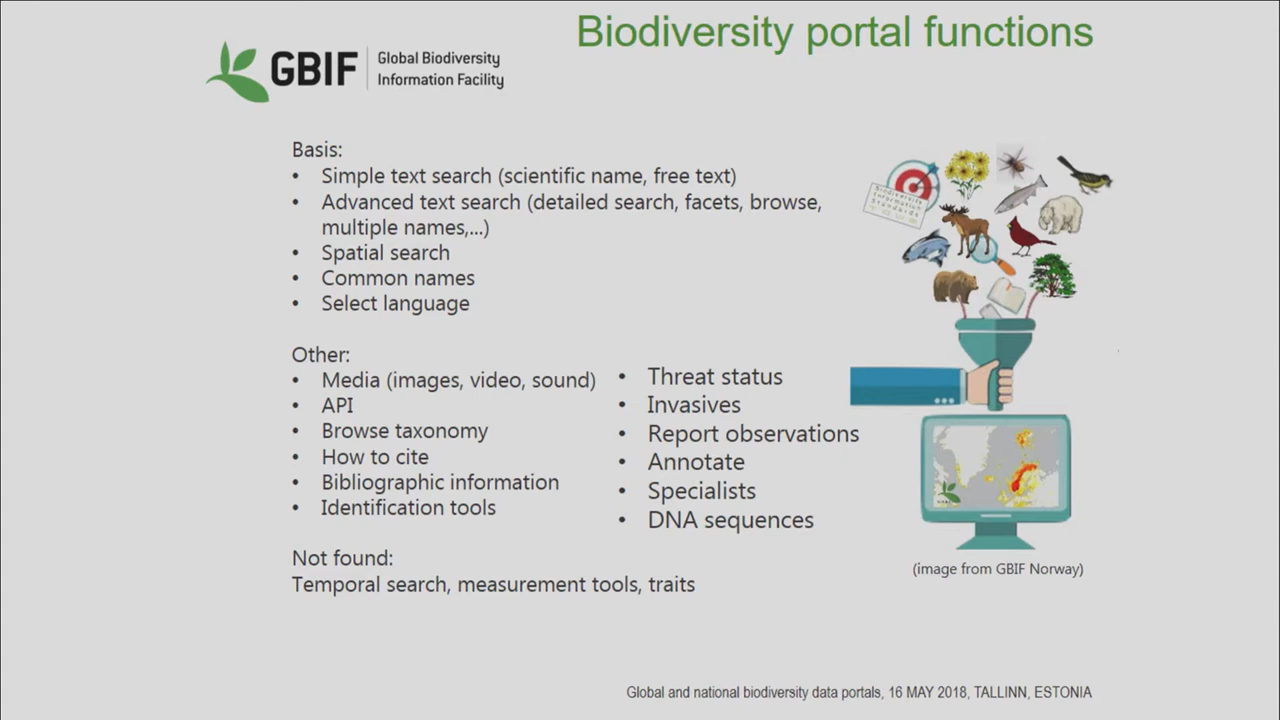 Biodiversity portal functions
GBIF
Global Biodiversity
Information Facility
Basis:
• Simple text search (scientific name, free text)
• Advanced text search (detailed search, facets, browse,
multiple names,...)
• Spatial search
• Common names
• Select language
Other:
• Media (images, video, sound)
• API
• Browse taxonomy
• How to cite
• Bibliographic information
• Identification tools
• Threat status
• Invasives
• Report observations
• Annotate
• Specialists
• DNA sequences
Not found:
Temporal search, measurement tools, traits
Biodiversity
Information
Standards
(image from GBIF Norway)
Global and national biodiversity data portals, 16 MAY 2018, TALLINN, ESTONIA